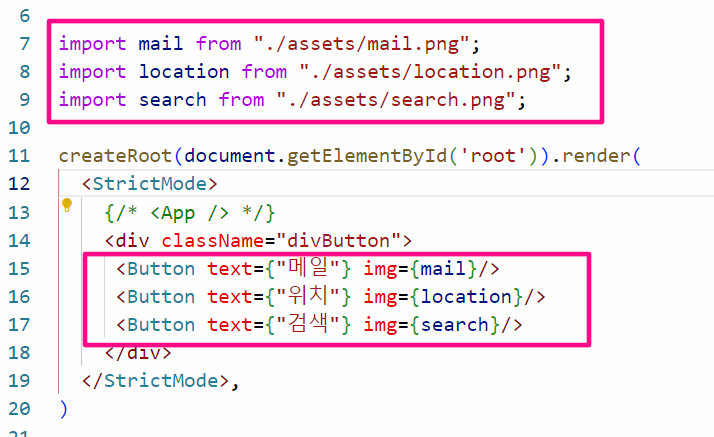 6
7 import mail from "./assets/mail.png";
8 import location from "./assets/location.png";
9 import search from "./assets/search.png";
10
11 createRoot(document.getElementById('root')).render(
12 <StrictMode>
13 {/* <App /> */}
14 <div className="divButton">
15 <Button text={"메일"} img={mail}/>
16 <Button text={"위치"} img={location}/>
17 <Button text={"검색"} img={search}/>
18 </div>
19 </StrictMode>,
20 )